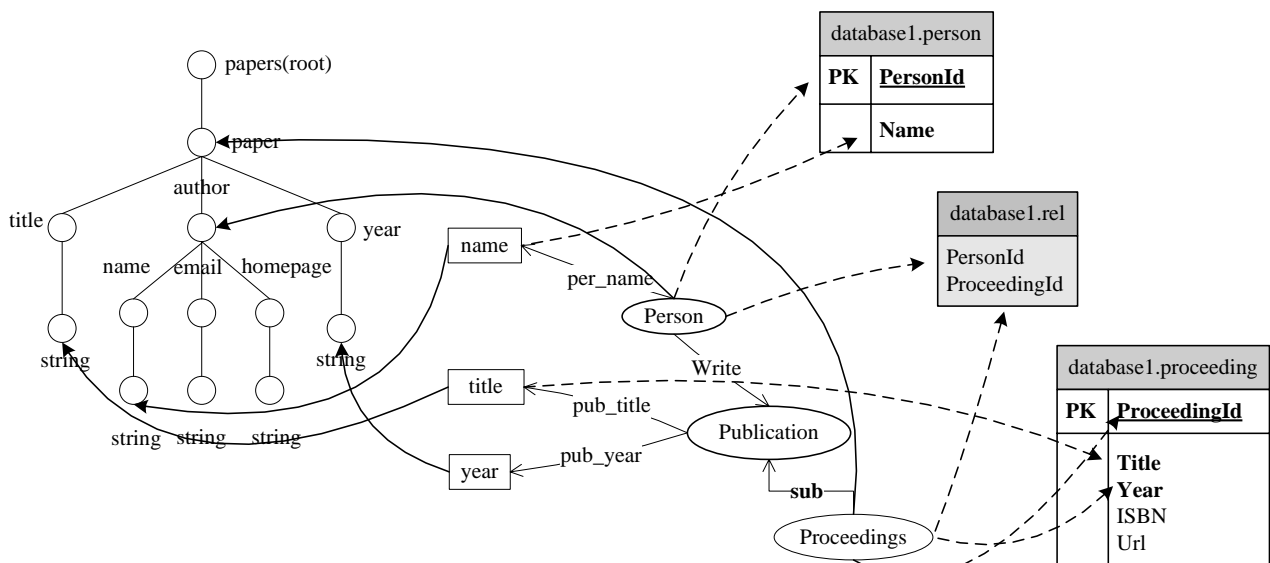 database1.person
papers(root)
PK PersonId
paper
Name
author
title
year
database1.rel
name
PersonId
ProceedingId
name email homepage
per_name
Person
string
string
Write
database1.proceeding
title
pub_title
PK ProceedingId
string string string
Publication
pub_year
year
Title
Year
sub
ISBN
Proceedings
Url